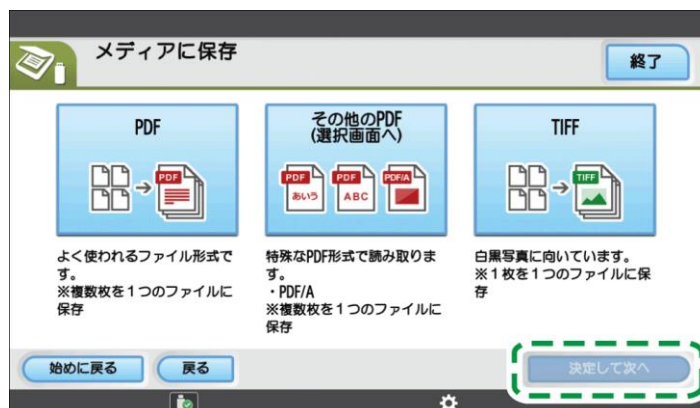 メディアに保存
終了
PDF
その他のPDF
(選択画面へ)
TIFF
PDF
PDF
あいう
PDF
ABC
PDF/A
TIFF
よく使われるファイル形式で
す。
※複数枚を1つのファイルに
保存
特殊なPDF形式で読み取りま
す。
・PDF/A
※複数枚を1つのファイルに
保存
白黒写真に向いています。
※1枚を1つのファイルに保
存
始めに戻る
戻る
決定して次へ